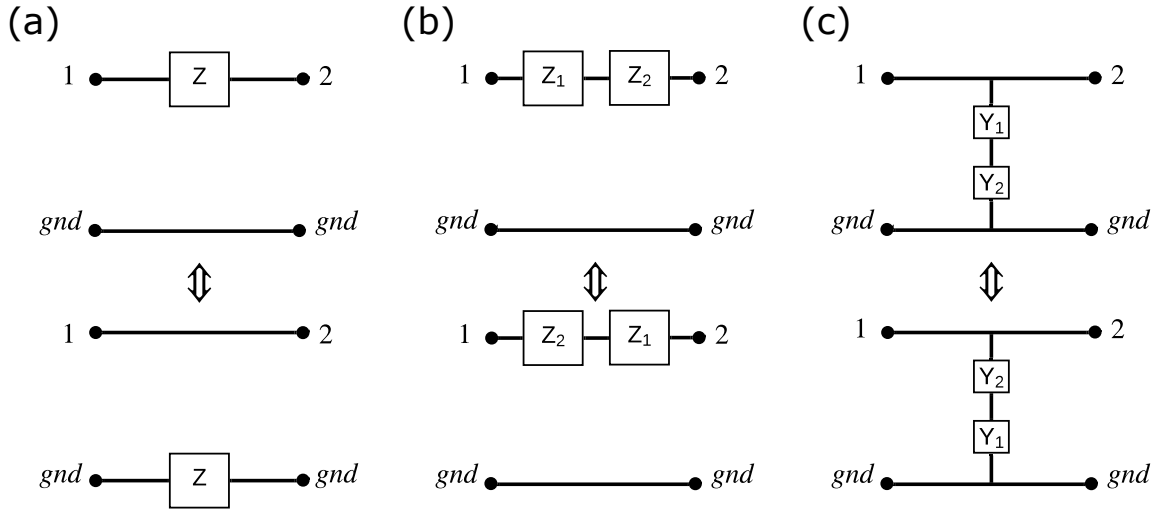 (a) (b) (c)
1 Z 2 1 Z₁ Z₂ 2 1 2
Y₁
Y₂
gnd gnd gnd gnd gnd gnd
1 2 1 Z₂ Z₁ 2 1 2
Y₂
Y₁
gnd Z gnd gnd gnd gnd gnd